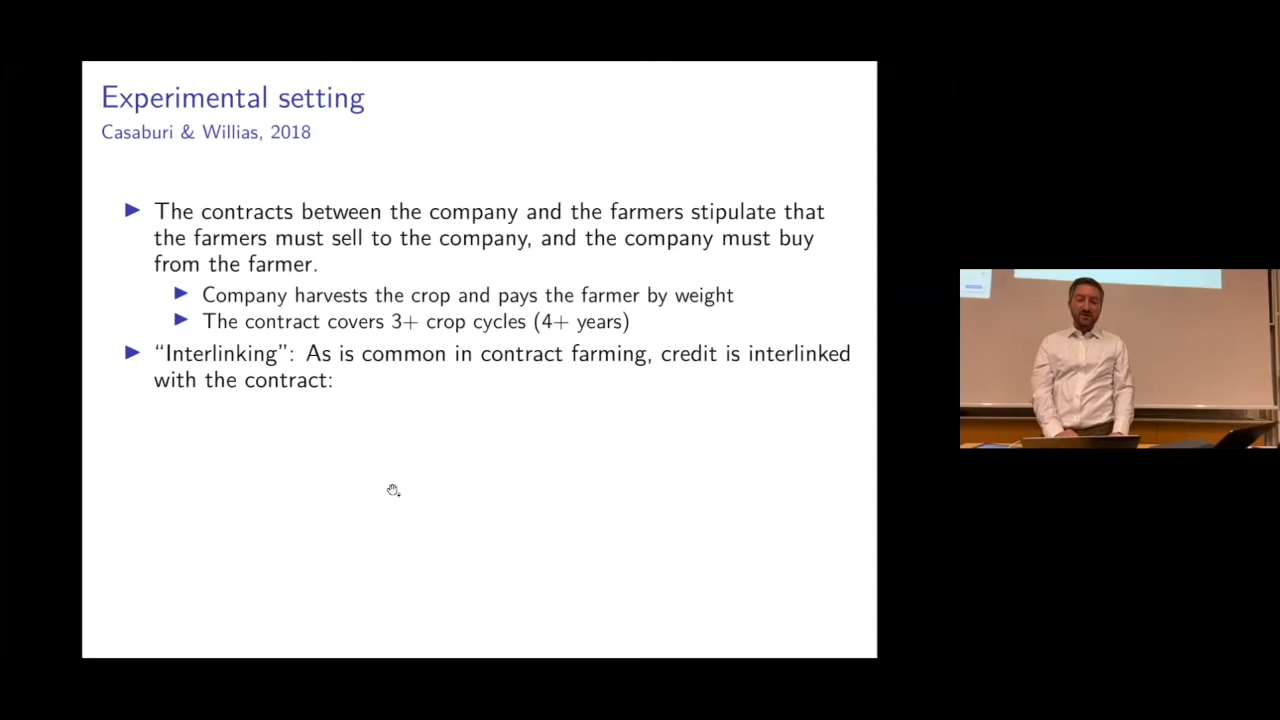 Experimental setting
Casaburi & Willias, 2018
The contracts between the company and the farmers stipulate that
the farmers must sell to the company, and the company must buy
from the farmer.
Company harvests the crop and pays the farmer by weight
The contract covers 3+ crop cycles (4+ years)
“Interlinking”: As is common in contract farming, credit is interlinked
with the contract: